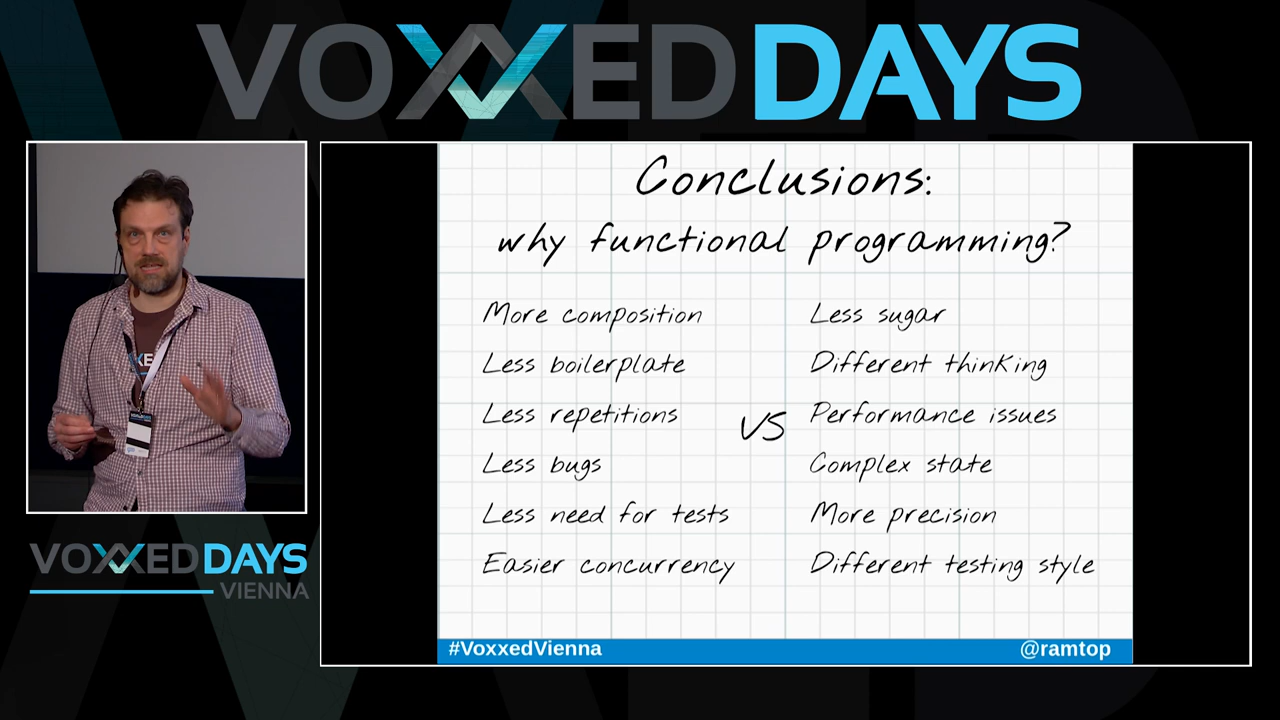 VOXXED DAYS
Conclusions:
why functional programming?
More composition
Less boilerplate
Less repetitions
Less bugs
Less need for tests
Easier concurrency
VS
Less sugar
Different thinking
Performance issues
Complex state
More precision
Different testing style
#VoxxedVienna
@ramtop
VOXXED DAYS
VIENNA